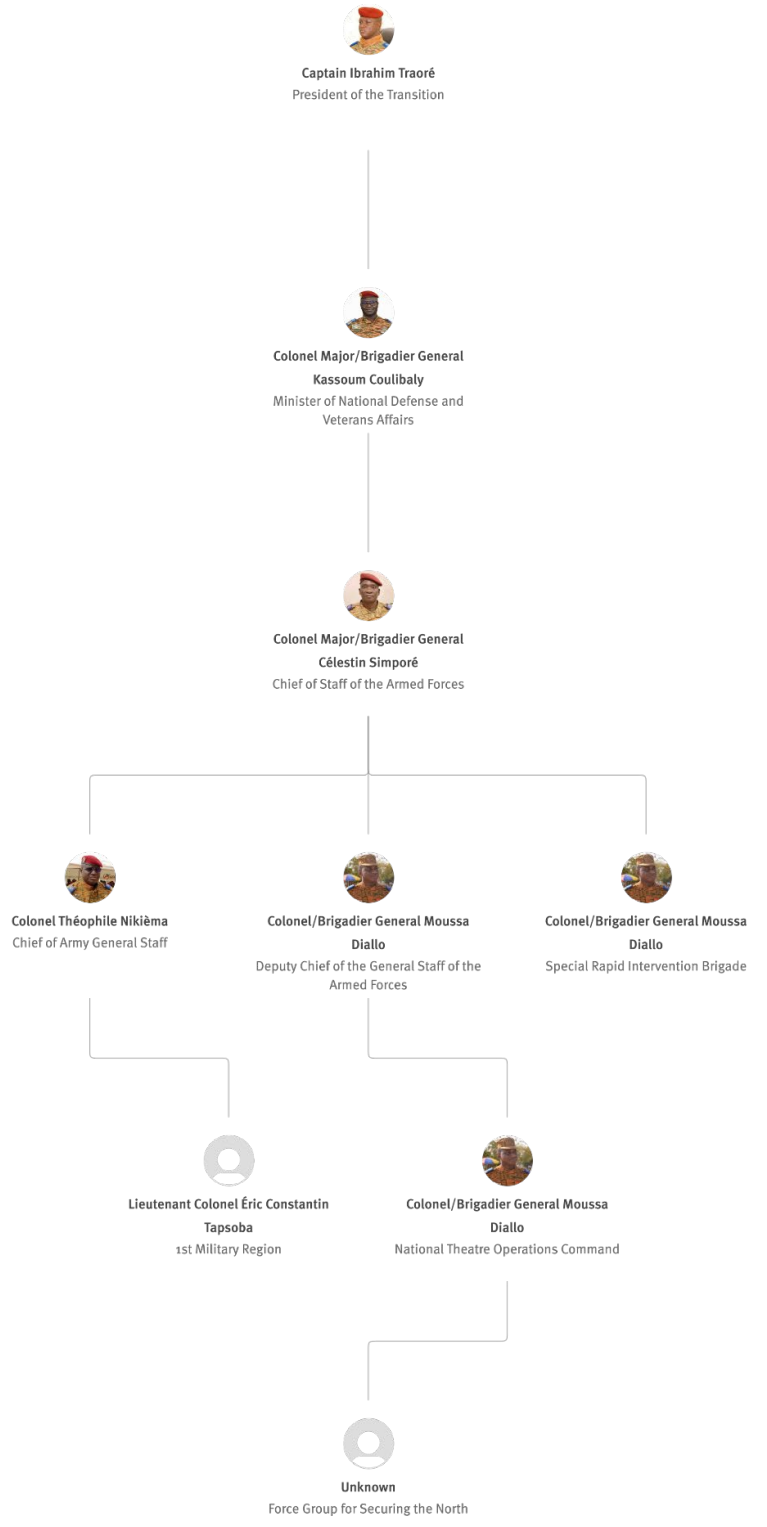 Captain Ibrahim Traoré
President of the Transition
Colonel Major/Brigadier General
Kassoum Coulibaly
Minister of National Defense and
Veterans Affairs
Colonel Major/Brigadier General
Célestin Simporé
Chief of Staff of the Armed Forces
Colonel Théophile Nikièma
Chief of Army General Staff
Colonel/Brigadier General Moussa
Diallo
Deputy Chief of the General Staff of the
Armed Forces
Colonel/Brigadier General Moussa
Diallo
Special Rapid Intervention Brigade
Lieutenant Colonel Éric Constantin
Tapsoba
1st Military Region
Colonel/Brigadier General Moussa
Diallo
National Theatre Operations Command
Unknown
Force Group for Securing the North